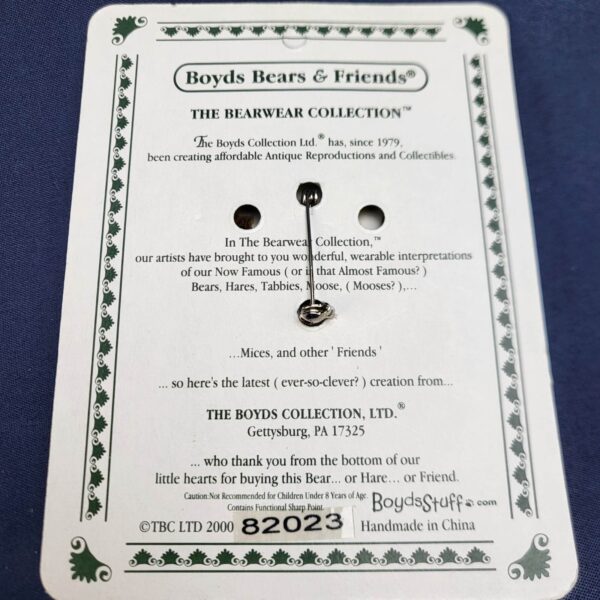 Boyds Bears & Friends®
THE BEARWEAR COLLECTION™
The Boyds Collection Ltd.® has, since 1979,
been creating affordable Antique Reproductions and Collectibles.
In The Bearwear Collection,™
our artists have brought to you wonderful, wearable interpretations
of our Now Famous ( or is that Almost Famous? )
Bears, Hares, Tabbies, Moose, ( Mooses? ),...
...Mices, and other ' Friends '
... so here's the latest ( ever-so-clever? ) creation from...
THE BOYDS COLLECTION, LTD.®
Gettysburg, PA 17325
... who thank you from the bottom of our
little hearts for buying this Bear... or Hare... or Friend.
Caution: Not Recommended for Children Under 8 Years of Age.
Contains Functional Sharp Point.
BoydsStuff.com
©TBC LTD 2000 82023 Handmade in China